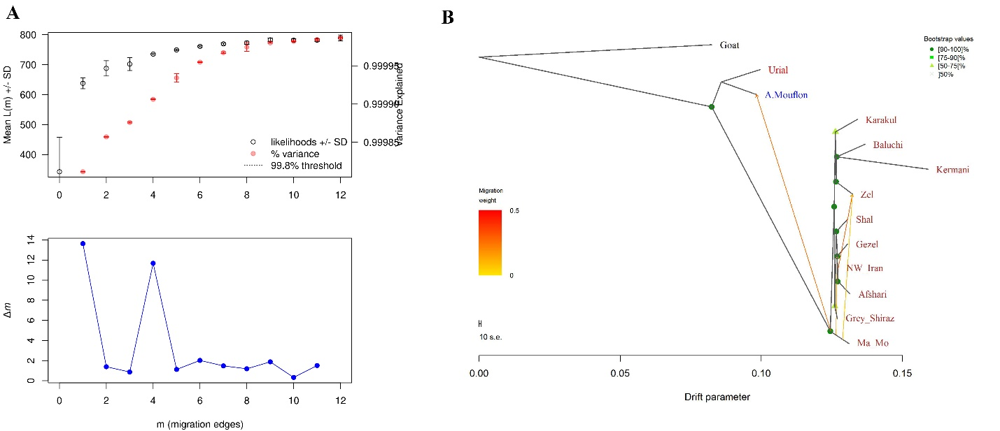 A
800
700
600
500
400
Mean L(m) +/- SD
0.99995
0.99990
0.99985
Variance Explained
likelihoods +/- SD
% variance
99.8% threshold
0 2 4 6 8 10 12
14
12
10
8
6
4
2
0
Δm
0 2 4 6 8 10 12
m (migration edges)
B
Bootstrap values
[90-100]%
[75-90[%
[50-75[%
]50%
Goat
Urial
A.Mouflon
Karakul
Baluchi
Kermani
Zel
Shal
Gezel
NW_Iran
Afshari
Grey_Shiraz
Ma_Mo
Migration
weight
0.5
0
10 s.e.
0.00 0.05 0.10 0.15
Drift parameter